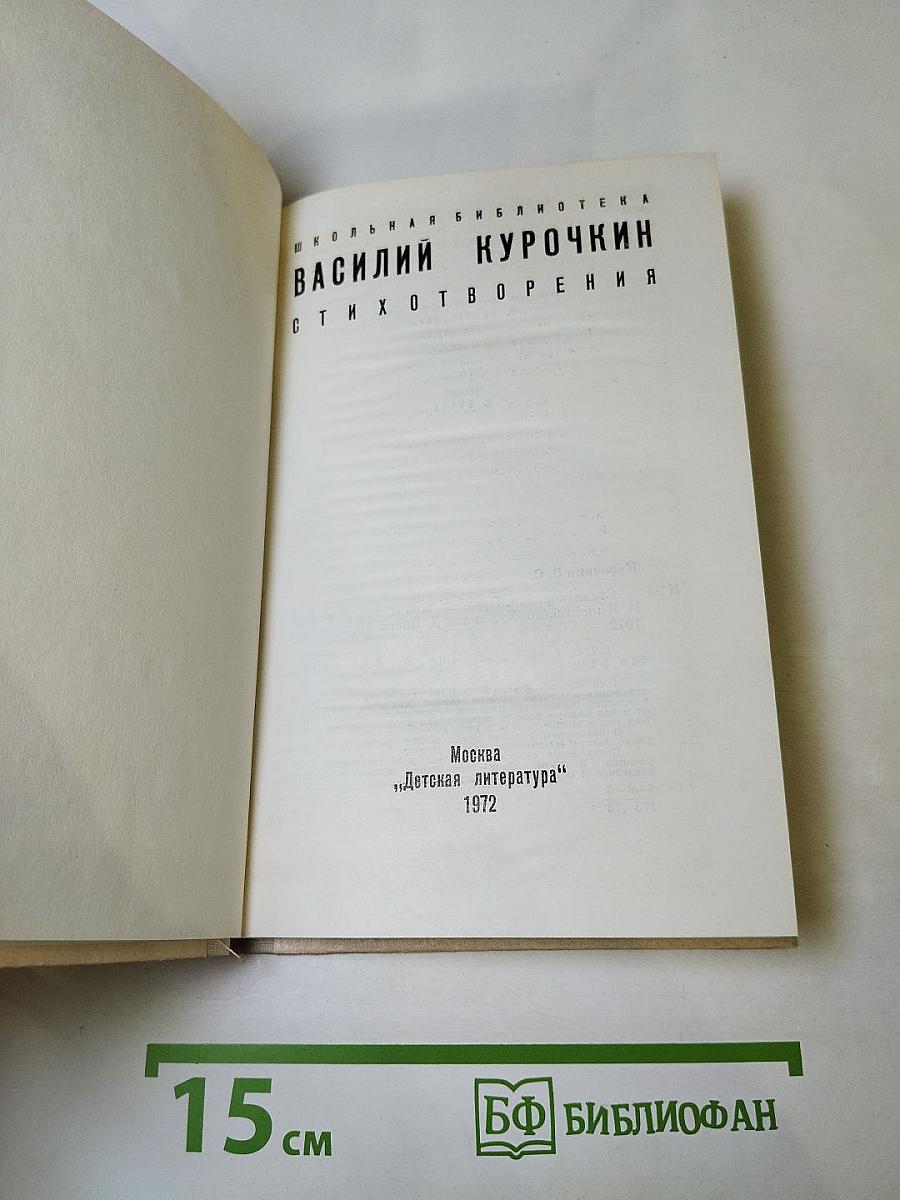 ШКОЛЬНАЯ БИБЛИОТЕКА
ВАСИЛИЙ КУРОЧКИН
СТИХОТВОРЕНИЯ
Москва
„Детская литература“
1972
15 см
БФ БИБЛИОФАН